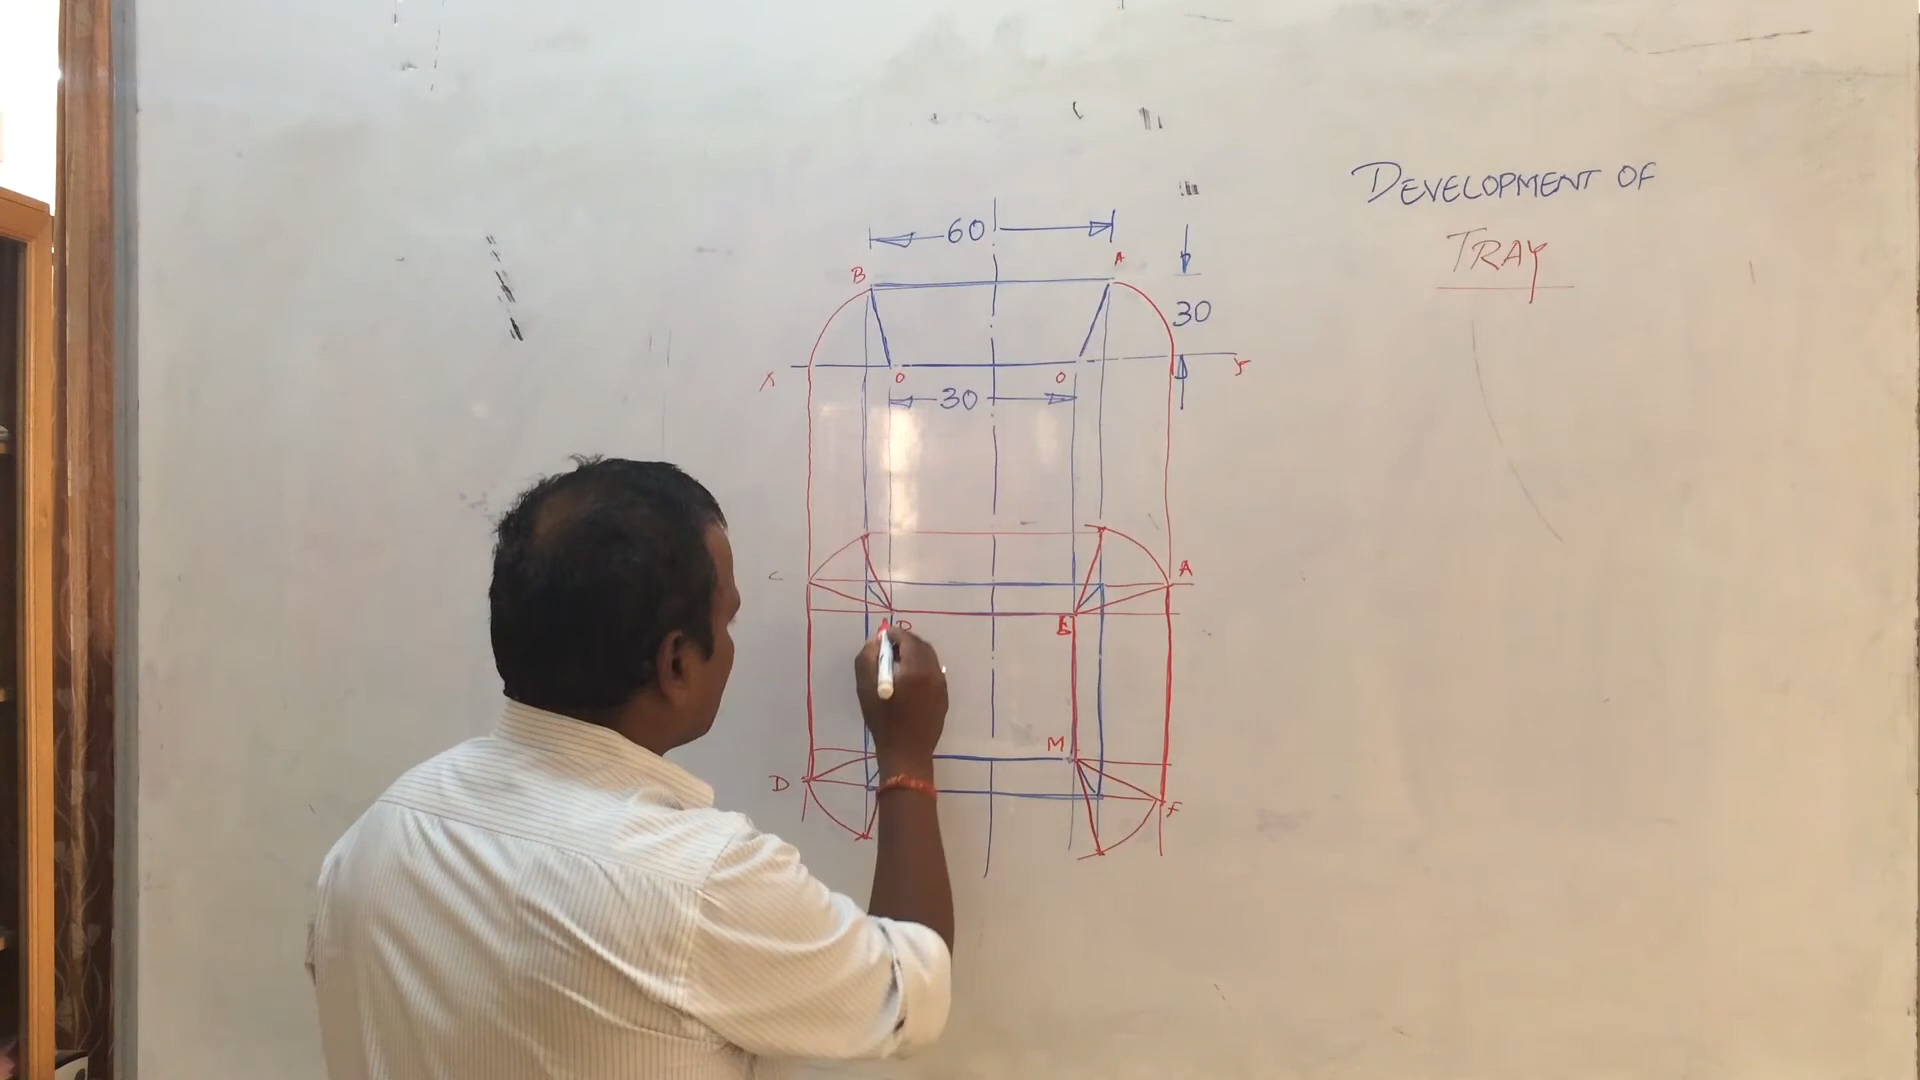 DEVELOPMENT OF
TRAY
60
B A
30
X O O Y
30
C A
E
M
D F